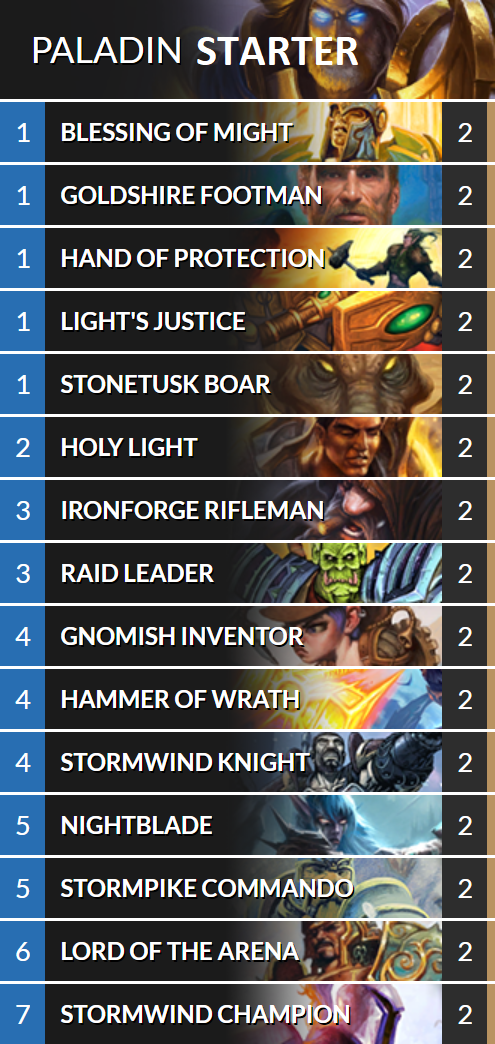 PALADIN STARTER
1 BLESSING OF MIGHT 2
1 GOLDSHIRE FOOTMAN 2
1 HAND OF PROTECTION 2
1 LIGHT'S JUSTICE 2
1 STONETUSK BOAR 2
2 HOLY LIGHT 2
3 IRONFORGE RIFLEMAN 2
3 RAID LEADER 2
4 GNOMISH INVENTOR 2
4 HAMMER OF WRATH 2
4 STORMWIND KNIGHT 2
5 NIGHTBLADE 2
5 STORMPIKE COMMANDO 2
6 LORD OF THE ARENA 2
7 STORMWIND CHAMPION 2